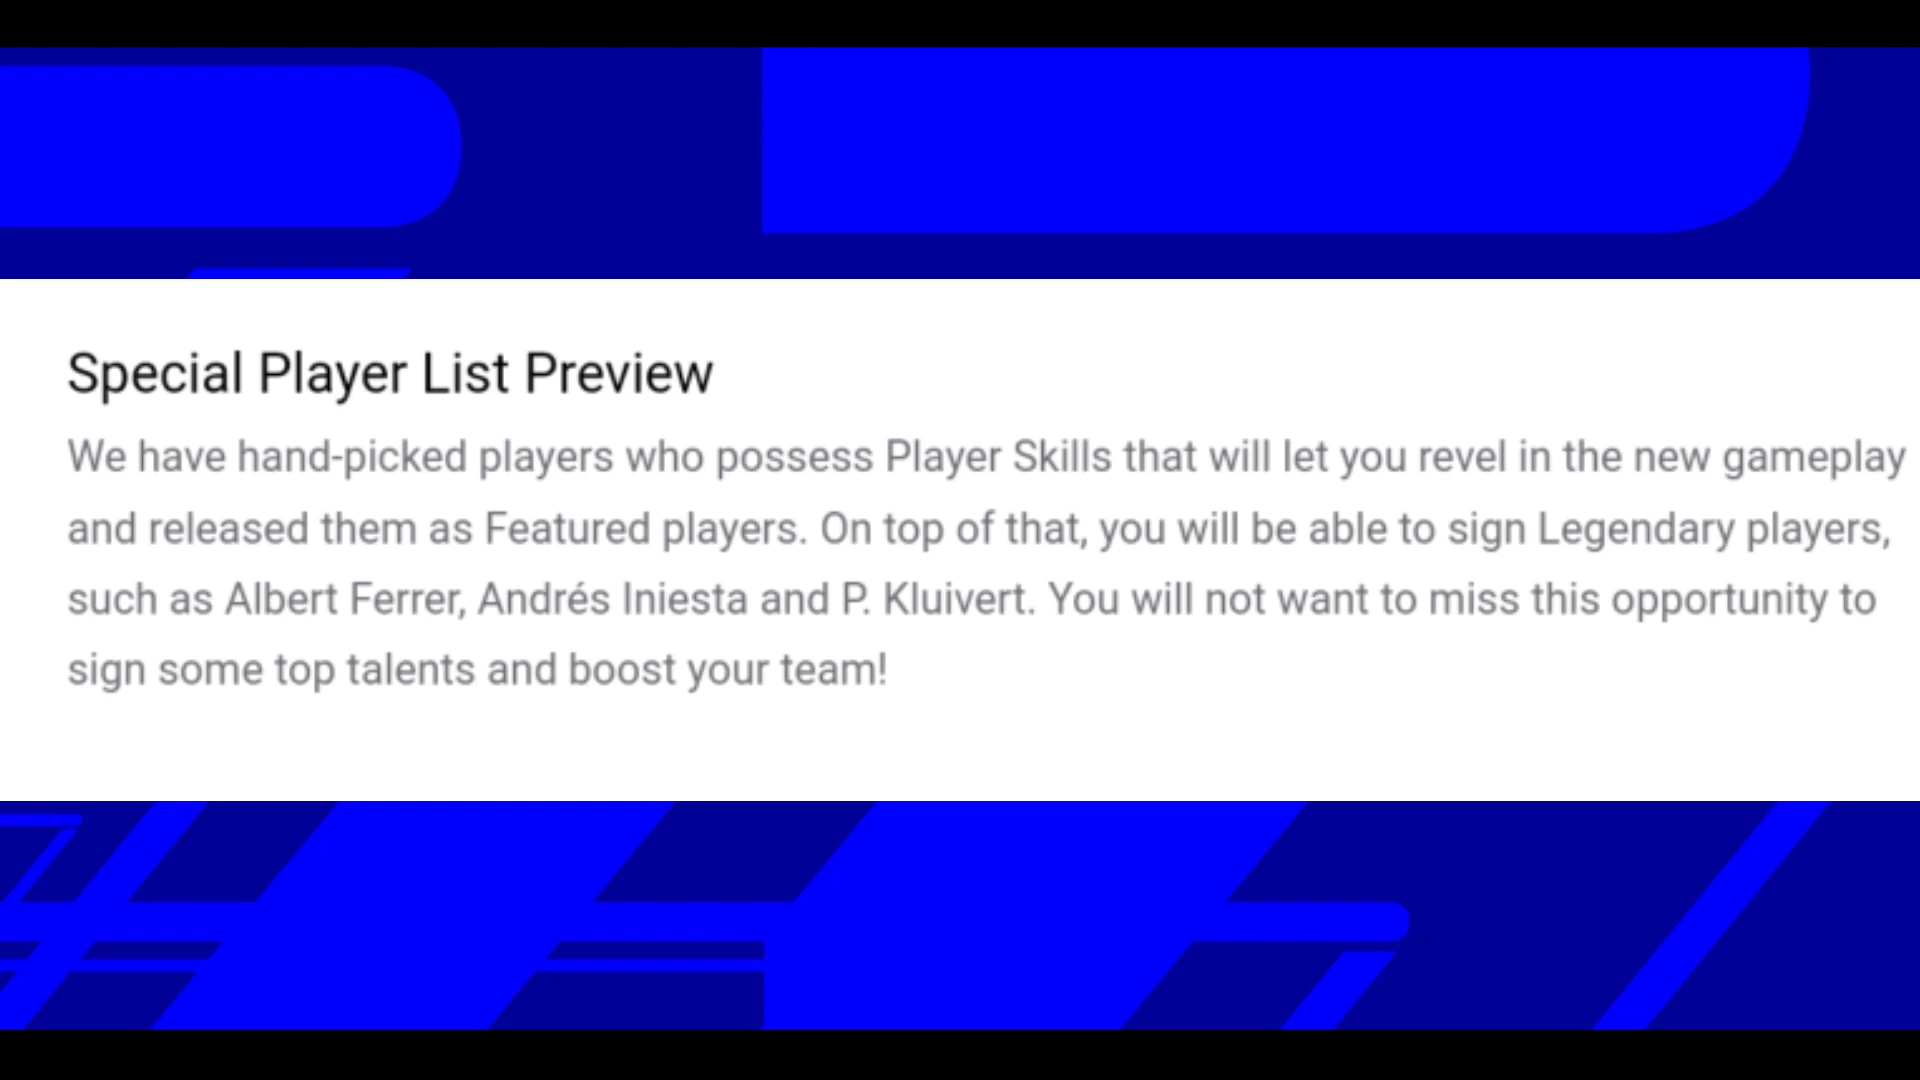 Special Player List Preview
We have hand-picked players who possess Player Skills that will let you revel in the new gameplay
and released them as Featured players. On top of that, you will be able to sign Legendary players,
such as Albert Ferrer, Andrés Iniesta and P. Kluivert. You will not want to miss this opportunity to
sign some top talents and boost your team!